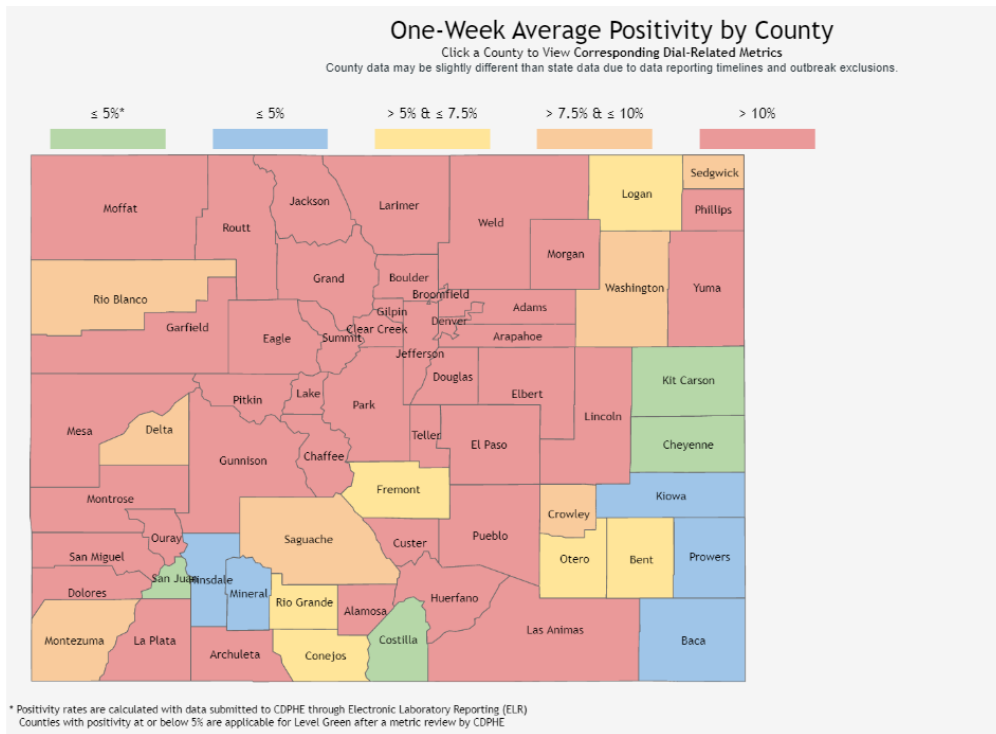 One-Week Average Positivity by County
Click a County to View Corresponding Dial-Related Metrics
County data may be slightly different than state data due to data reporting timelines and outbreak exclusions.
≤ 5%* ≤ 5% > 5% & ≤ 7.5% > 7.5% & ≤ 10% > 10%
Sedgwick
Logan
Jackson
Larimer
Moffat
Phillips
Weld
Routt
Morgan
Grand
Boulder
Washington
Yuma
Broomfield
Rio Blanco
Adams
Gilpin
Denver
Garfield
Clear Creek
Summit
Eagle
Arapahoe
Jefferson
Douglas
Kit Carson
Lake
Elbert
Pitkin
Park
Lincoln
Mesa
Delta
Teller
El Paso
Cheyenne
Chaffee
Gunnison
Fremont
Kiowa
Montrose
Crowley
Pueblo
Ouray
Saguache
Custer
San Miguel
Otero
Bent
Prowers
San Juan
Hinsdale
Dolores
Mineral
Huerfano
Rio Grande
Alamosa
Las Animas
Montezuma
La Plata
Costilla
Baca
Archuleta
Conejos
* Positivity rates are calculated with data submitted to CDPHE through Electronic Laboratory Reporting (ELR)
Counties with positivity at or below 5% are applicable for Level Green after a metric review by CDPHE